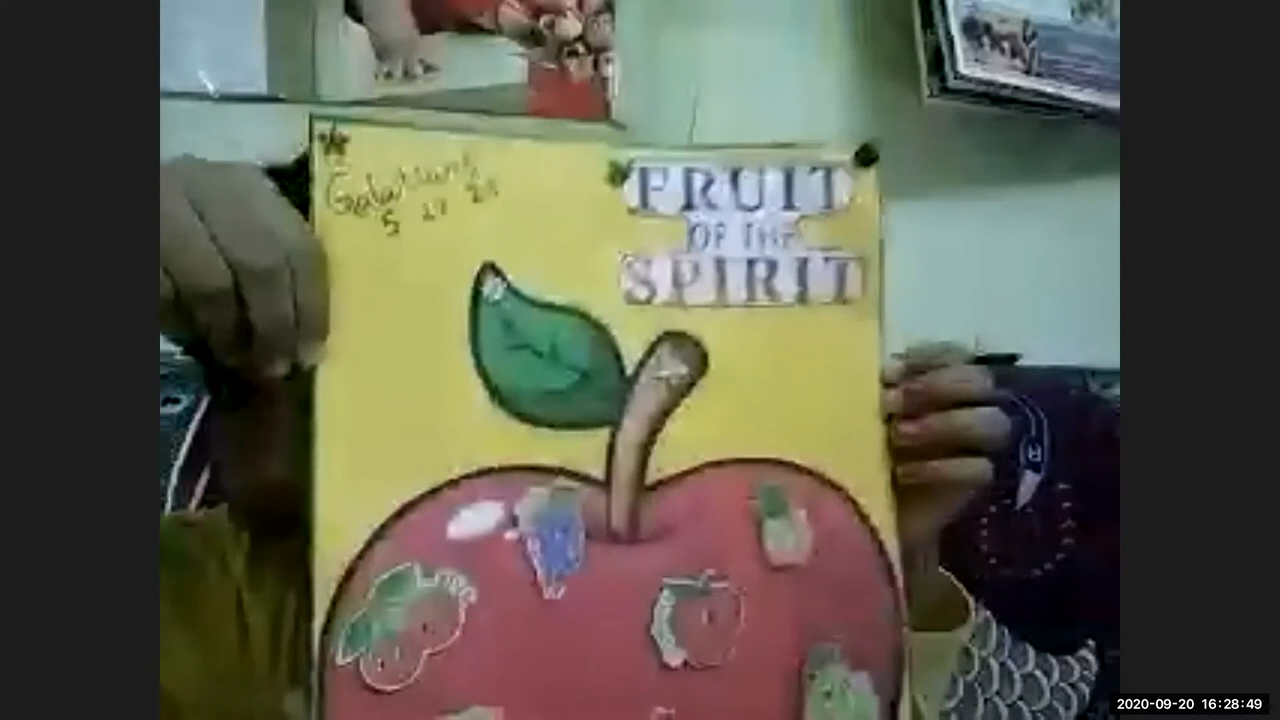 Galatians
5 22 23
FRUIT
OF THE
SPIRIT
2020-09-20 16:28:49